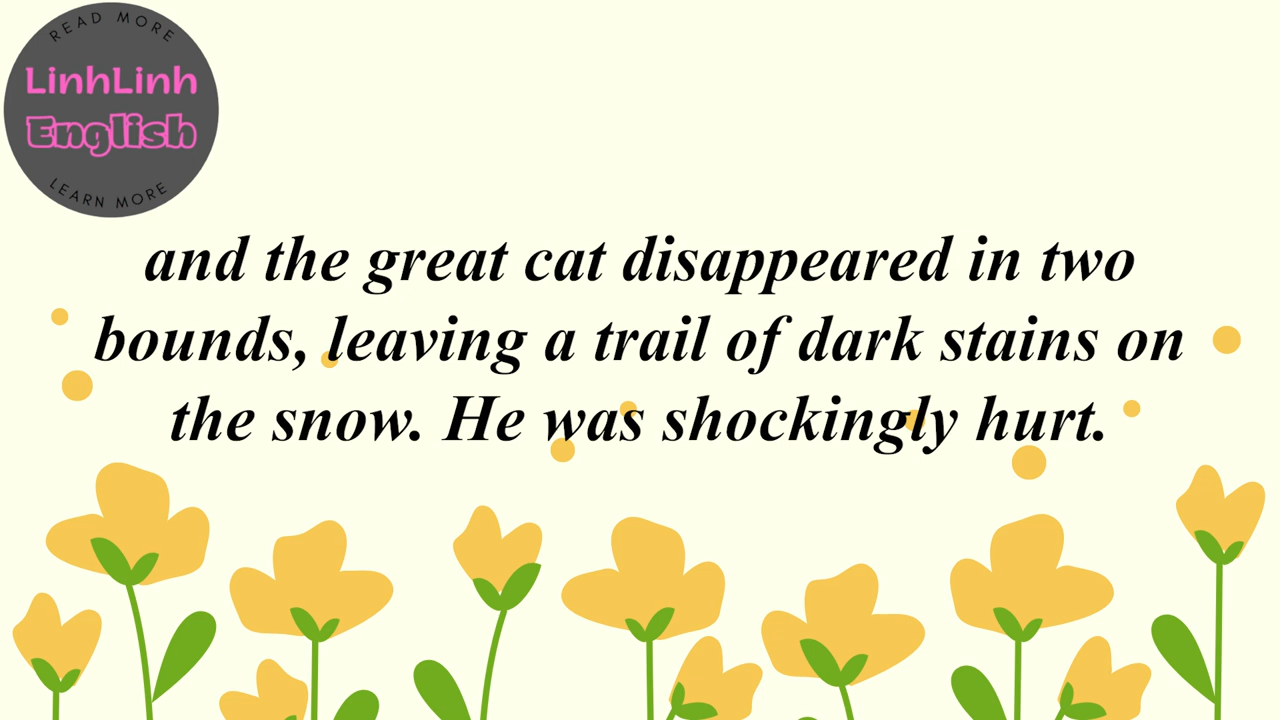 READ MORE
LinhLinh
English
LEARN MORE
and the great cat disappeared in two
bounds, leaving a trail of dark stains on
the snow. He was shockingly hurt.